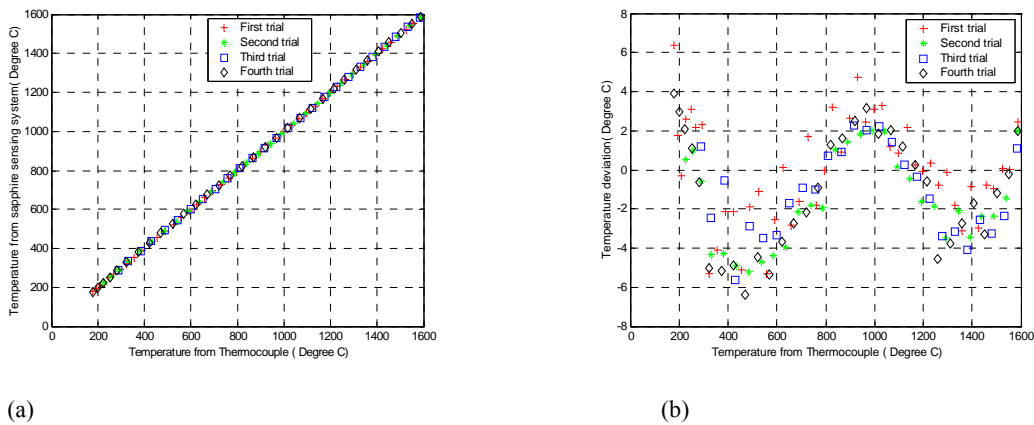 Temperature from sapphire sensing system( Degree C)
1600
1400
1200
1000
800
600
400
200
0
0 200 400 600 800 1000 1200 1400 1600
Temperature from Thermocouple ( Degree C)
First trial
Second trial
Third trial
Fourth trial
(a)
Temperature deviation( Degree C)
8
6
4
2
0
-2
-4
-6
-8
0 200 400 600 800 1000 1200 1400 1600
Temperature from Thermocouple ( Degree C)
First trial
Second trial
Third trial
Fourth trial
(b)